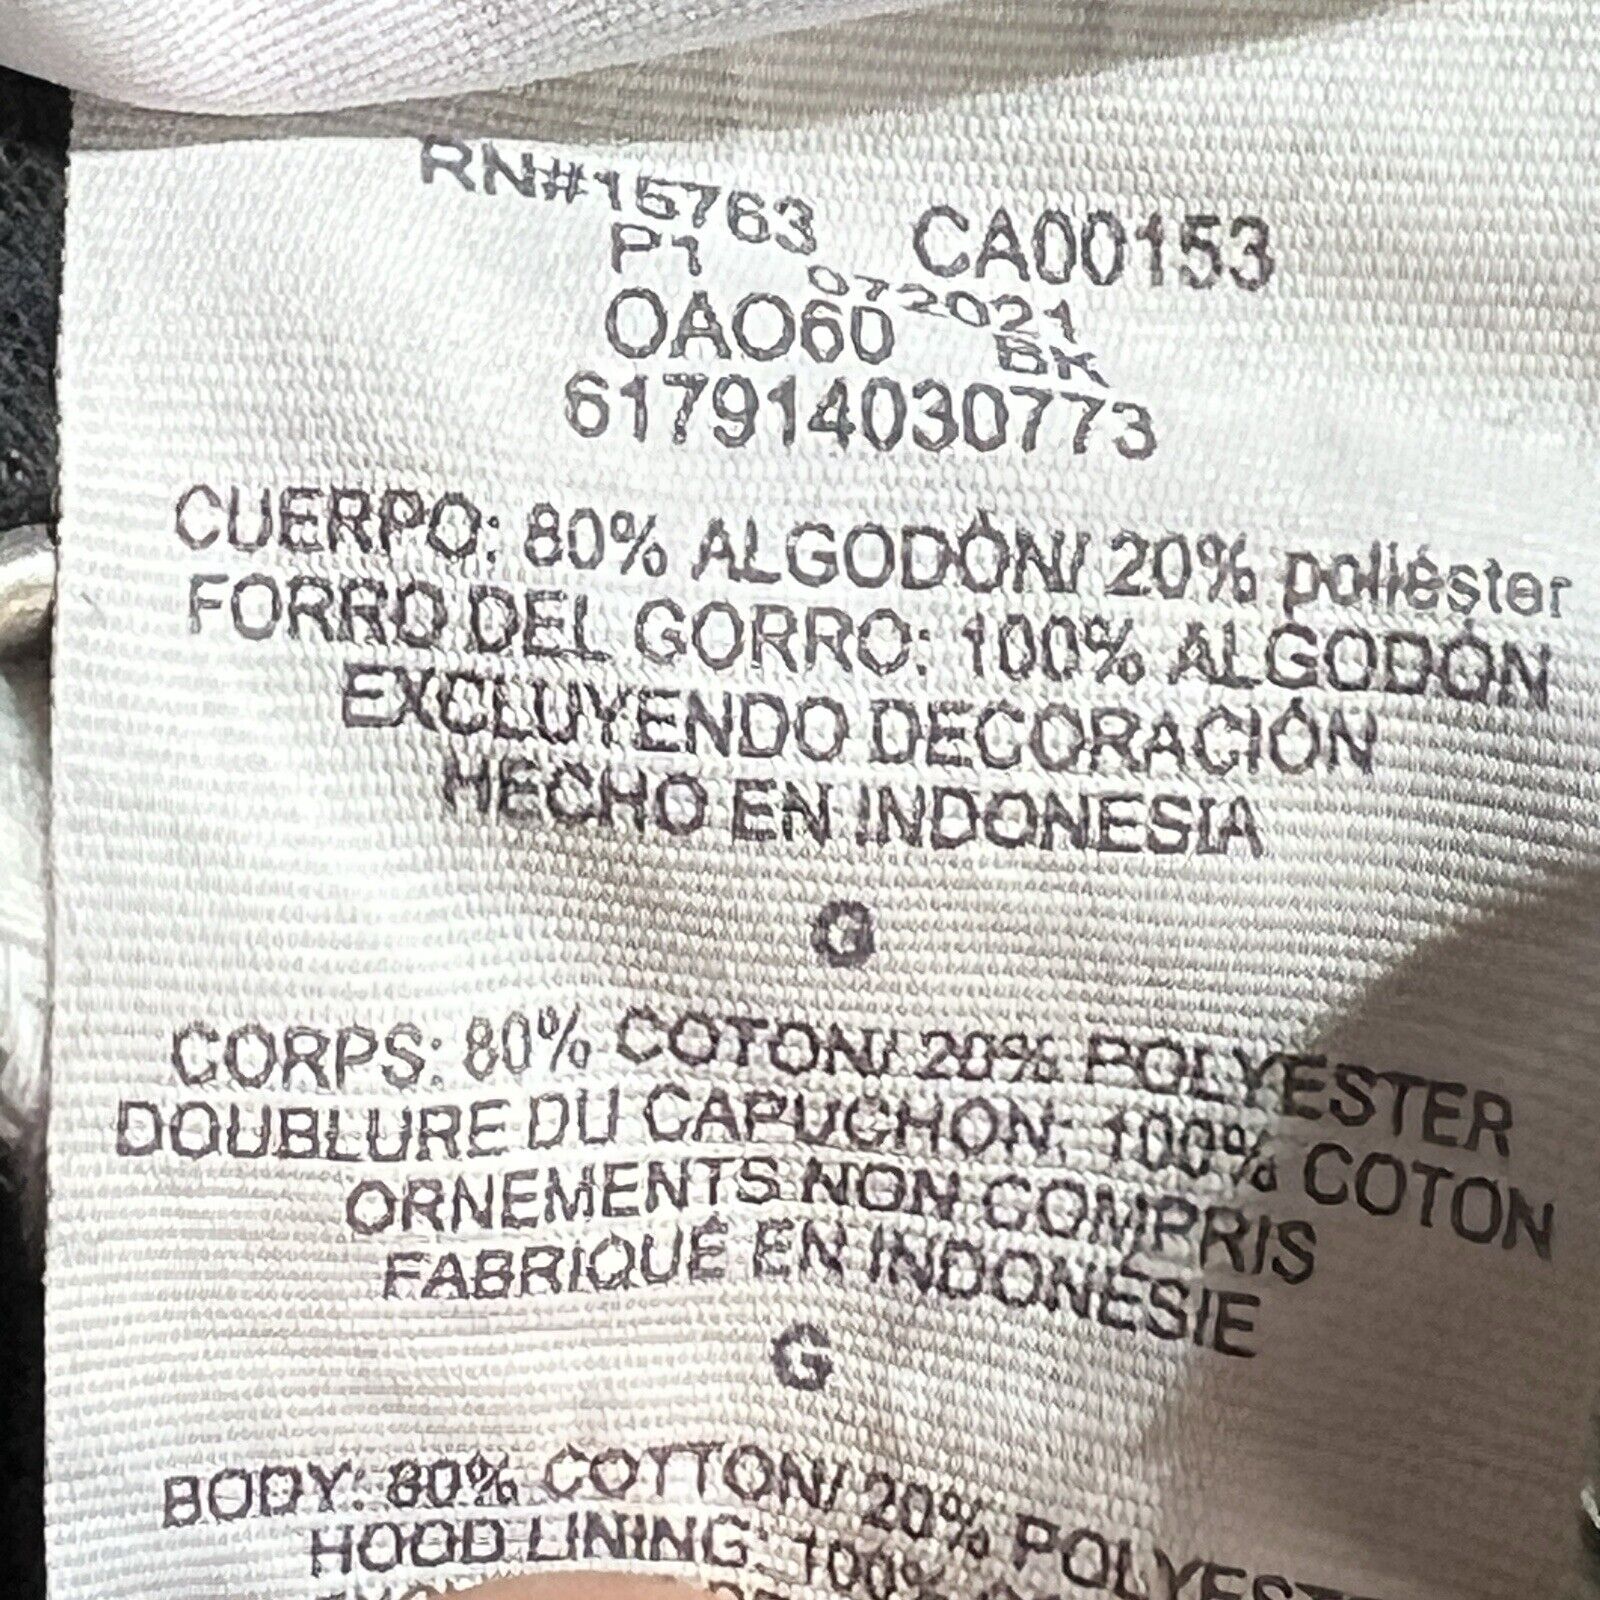 RN#15763 CA00153
P1 072021
OAO60 BK
617914030773
CUERPO: 80% ALGODÓN/ 20% poliéster
FORRO DEL GORRO: 100% ALGODÓN
EXCLUYENDO DECORACIÓN
HECHO EN INDONESIA
G
CORPS: 80% COTON/ 20% POLYESTER
DOUBLURE DU CAPUCHON: 100% COTON
ORNEMENTS NON COMPRIS
FABRIQUÉ EN INDONÉSIE
G
BODY: 80% COTTON/ 20% POLYEST
HOOD LINING: 100%